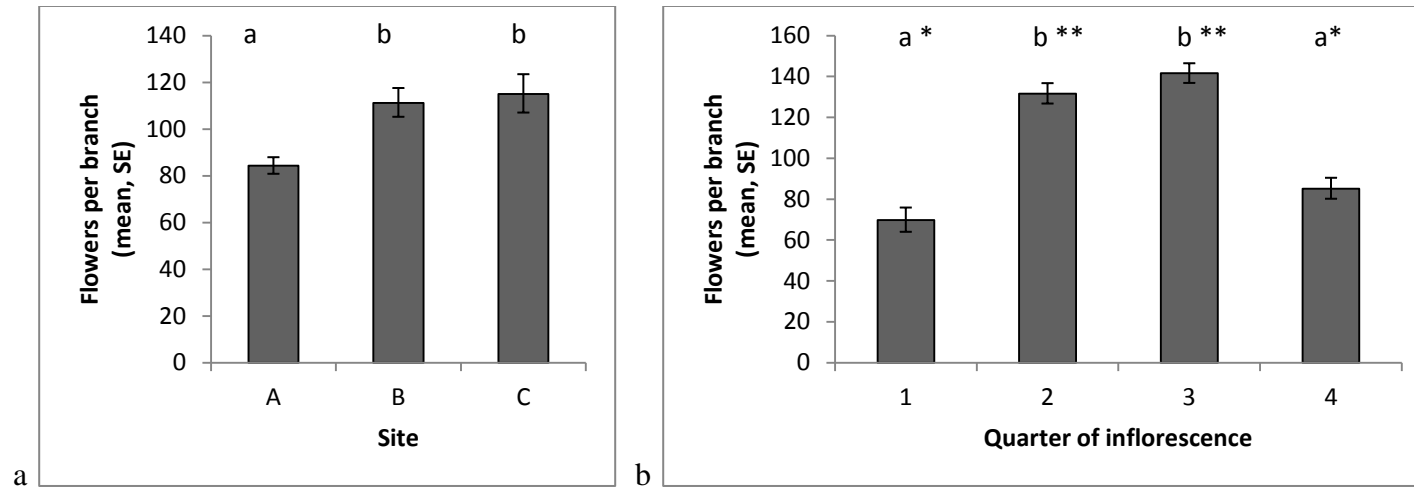 140
120
100
80
60
40
20
0
Flowers per branch
(mean, SE)
a b b
A B C
Site
a
160
140
120
100
80
60
40
20
0
Flowers per branch
(mean, SE)
a * b ** b ** a*
1 2 3 4
Quarter of inflorescence
b